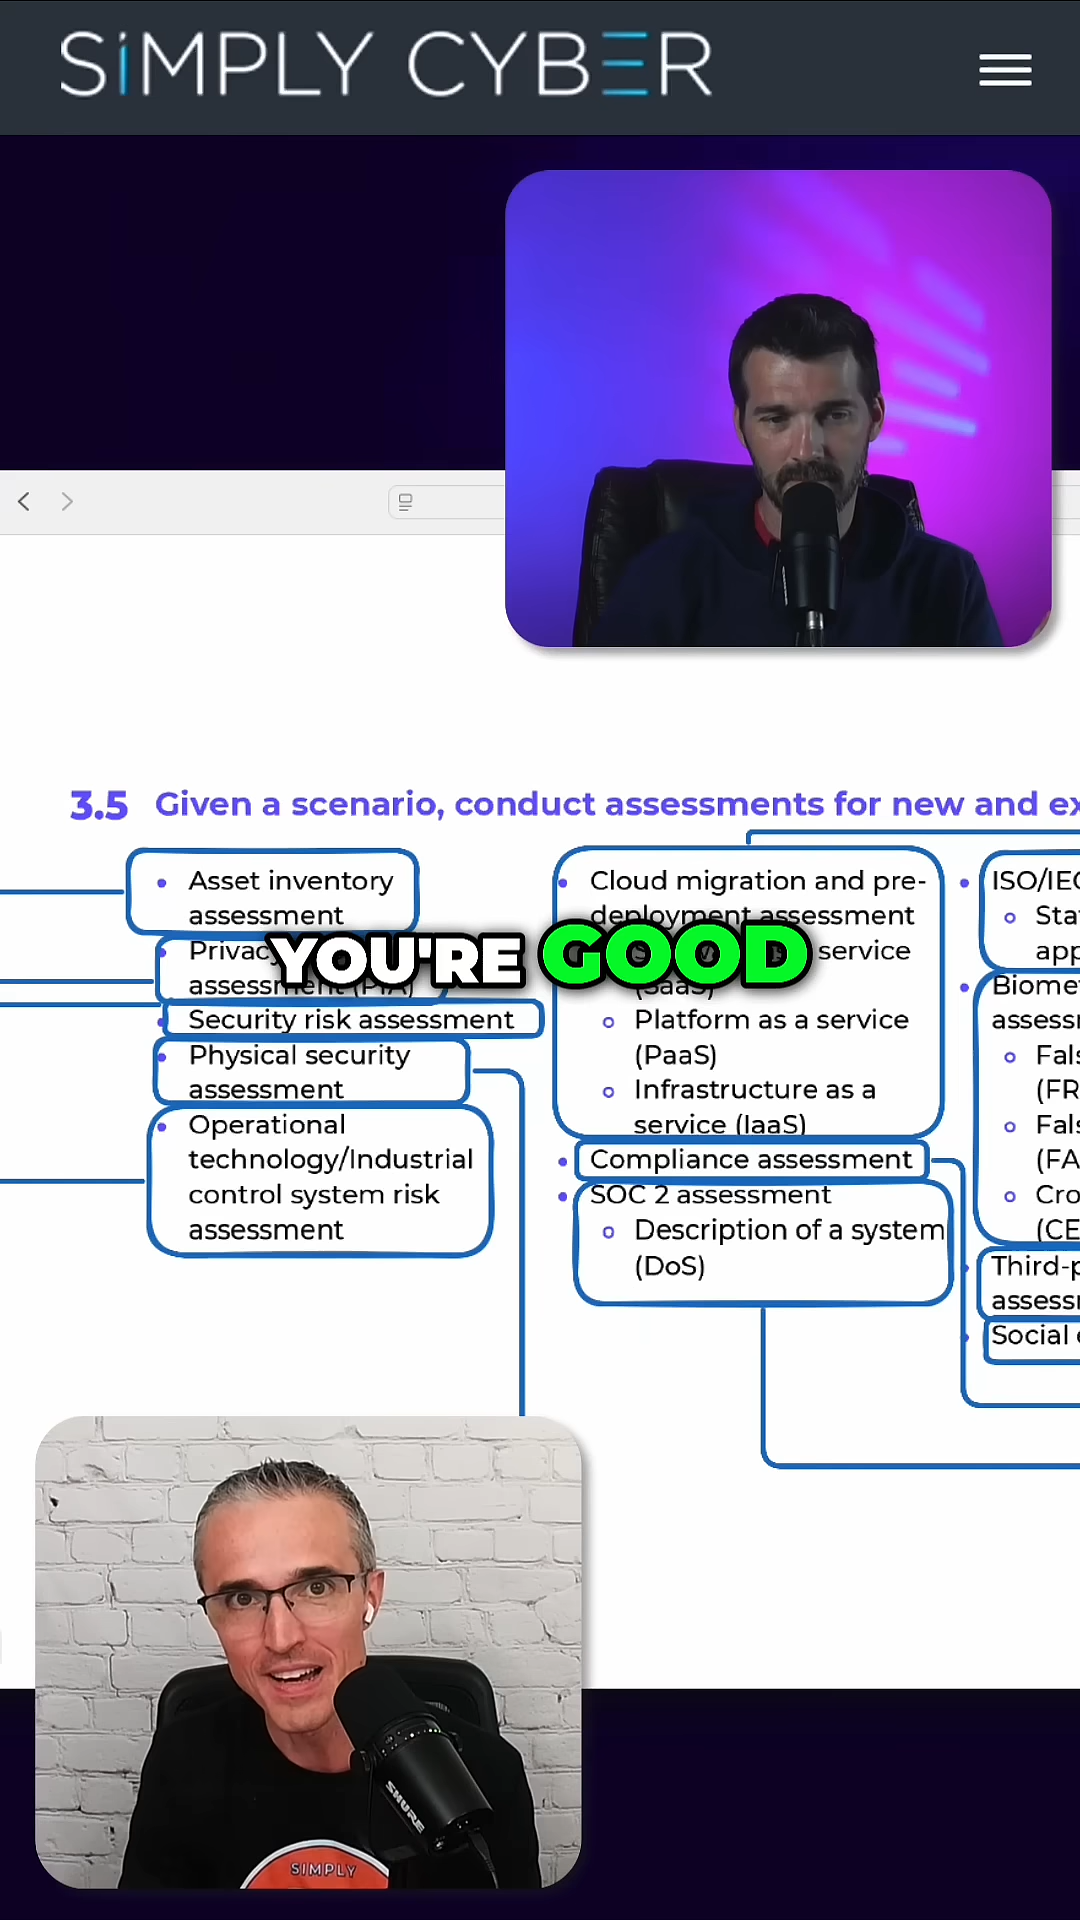 SiMPLY CYBER
3.5 Given a scenario, conduct assessments for new and ex
Asset inventory
assessment
Privacy
assessment (PIA)
Security risk assessment
Physical security
assessment
Operational
technology/Industrial
control system risk
assessment
Cloud migration and pre-
deployment assessment
service
(SaaS)
Platform as a service
(PaaS)
Infrastructure as a
service (IaaS)
Compliance assessment
SOC 2 assessment
Description of a system
(DoS)
ISO/IEC
Sta
app
Biome
assess
Fals
(FR
Fals
(FA
Cro
(CE
Third-p
assess
Social
YOU'RE GOOD
SHURE
SIMPLY